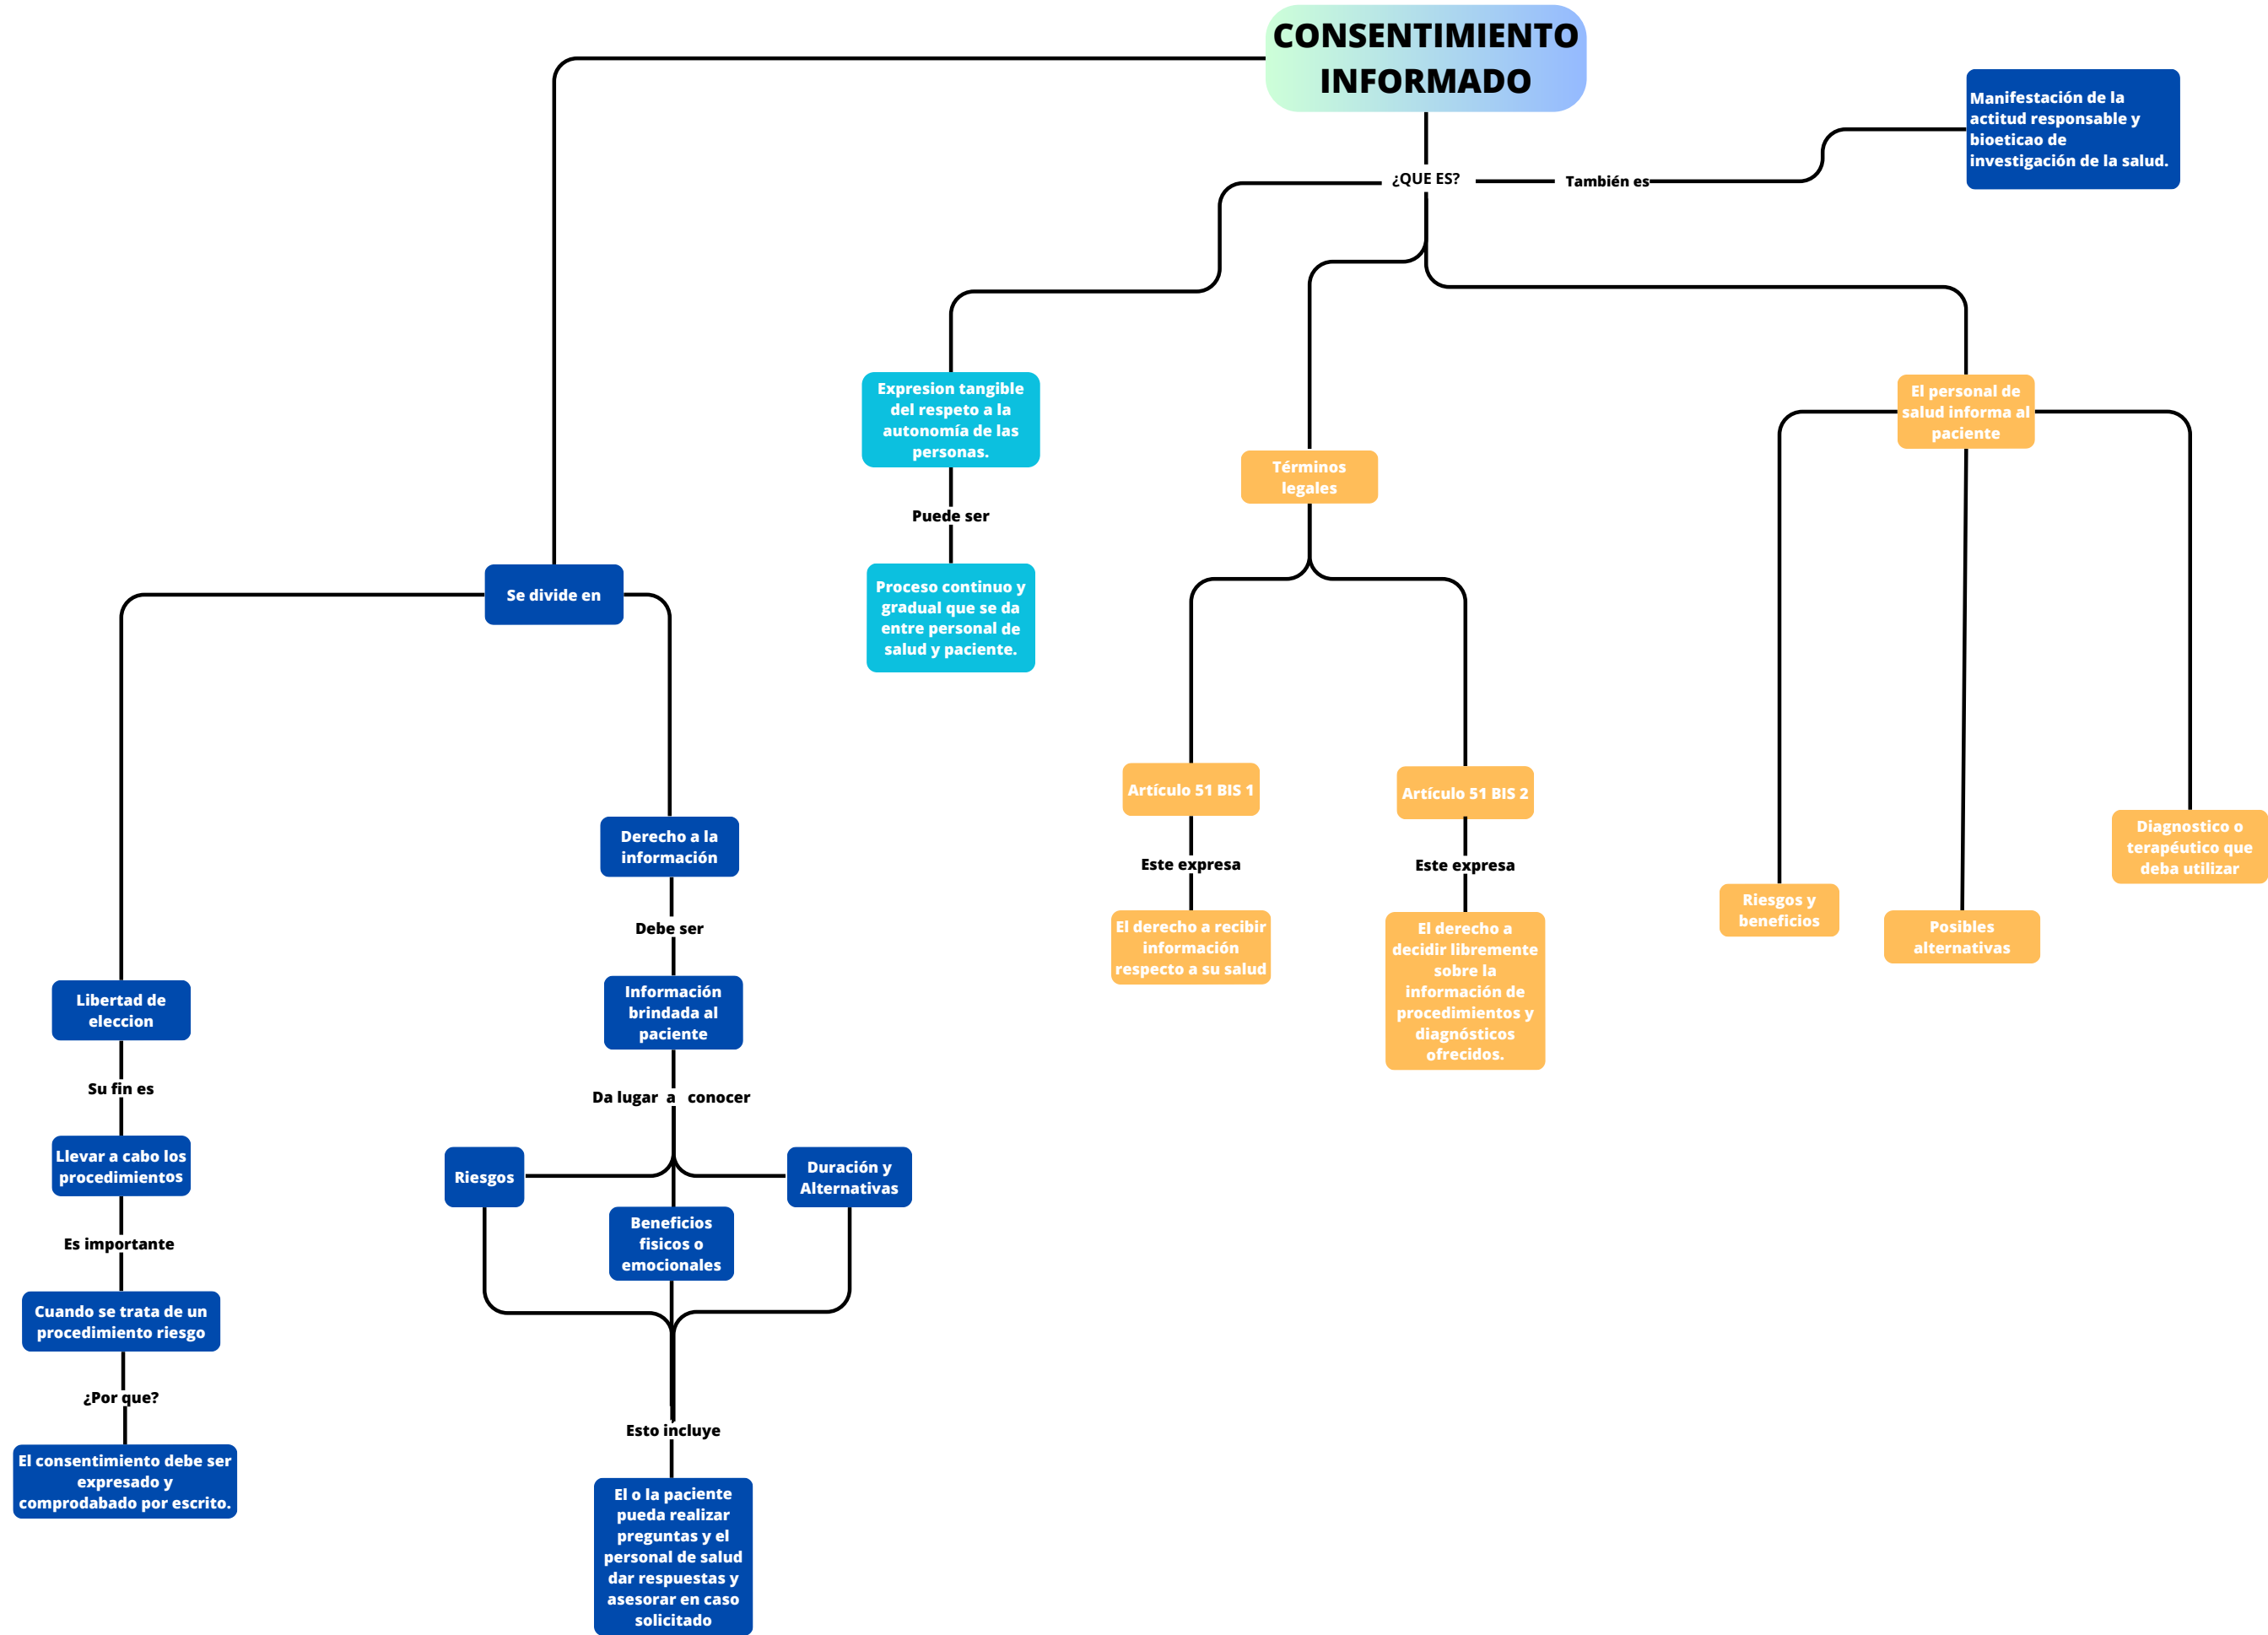 CONSENTIMIENTO
INFORMADO
Manifestación de la
actitud responsable y
bioeticao de
investigación de la salud.
¿QUE ES?
También es
Expresion tangible
del respeto a la
autonomía de las
personas.
El personal de
salud informa al
paciente
Términos
legales
Puede ser
Proceso continuo y
gradual que se da
entre personal de
salud y paciente.
Se divide en
Artículo 51 BIS 1
Artículo 51 BIS 2
Derecho a la
información
Diagnostico o
terapéutico que
deba utilizar
Este expresa
Este expresa
Riesgos y
beneficios
Posibles
alternativas
El derecho a recibir
información
respecto a su salud
El derecho a
decidir libremente
sobre la
información de
procedimientos y
diagnósticos
ofrecidos.
Debe ser
Información
brindada al
paciente
Libertad de
eleccion
Su fin es
Da lugar a conocer
Llevar a cabo los
procedimientos
Riesgos
Duración y
Alternativas
Beneficios
fisicos o
emocionales
Es importante
Cuando se trata de un
procedimiento riesgo
¿Por que?
Esto incluye
El consentimiento debe ser
expresado y
comprodabado por escrito.
El o la paciente
pueda realizar
preguntas y el
personal de salud
dar respuestas y
asesorar en caso
solicitado